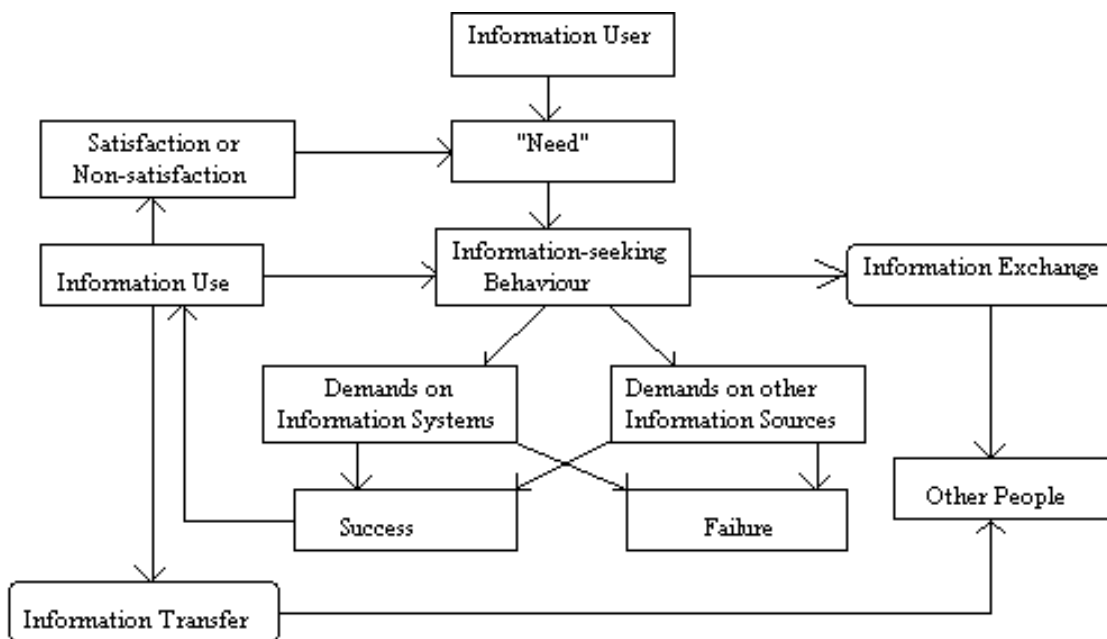 Information User
Satisfaction or
Non-satisfaction
"Need"
Information Use
Information-seeking
Behaviour
Information Exchange
Demands on
Information Systems
Demands on other
Information Sources
Success
Failure
Other People
Information Transfer